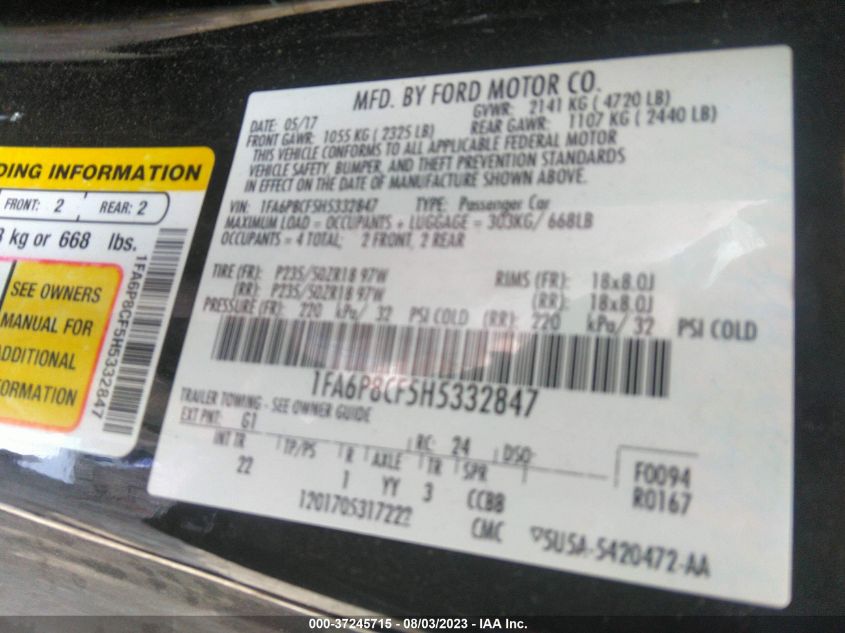 MFD. BY FORD MOTOR CO.
DATE: 05/17 GVWR: 2141 KG ( 4720 LB)
FRONT GAWR: 1055 KG ( 2325 LB) REAR GAWR: 1107 KG ( 2440 LB)
THIS VEHICLE CONFORMS TO ALL APPLICABLE FEDERAL MOTOR
VEHICLE SAFETY, BUMPER, AND THEFT PREVENTION STANDARDS
IN EFFECT ON THE DATE OF MANUFACTURE SHOWN ABOVE.
VIN: 1FA6P8CF5H5332847 TYPE: Passenger Car
MAXIMUM LOAD = OCCUPANTS + LUGGAGE = 303KG/ 668LB
OCCUPANTS = 4 TOTAL; 2 FRONT, 2 REAR
TIRE (FR): P235/50ZR18 97W RIMS (FR): 18x8.0J
(RR): P235/50ZR18 97W (RR): 18x8.0J
PRESSURE (FR): 220 kPa/ 32 PSI COLD (RR): 220 kPa/ 32 PSI COLD
1FA6P8CF5H5332847
TRAILER TOWING - SEE OWNER GUIDE
EXT PNT: G1 RC: 24 DSO:
INT TR TP/PS R AXLE TR SPR
22 1 YY 3 CCBB
F0094
R0167
1201705317222 CMC ▽5U5A-5420472-AA
DING INFORMATION
FRONT: 2 REAR: 2
kg or 668 lbs.
SEE OWNERS
MANUAL FOR
ADDITIONAL
FORMATION
1FA6P8CF5H5332847
000-37245715 - 08/03/2023 - IAA Inc.